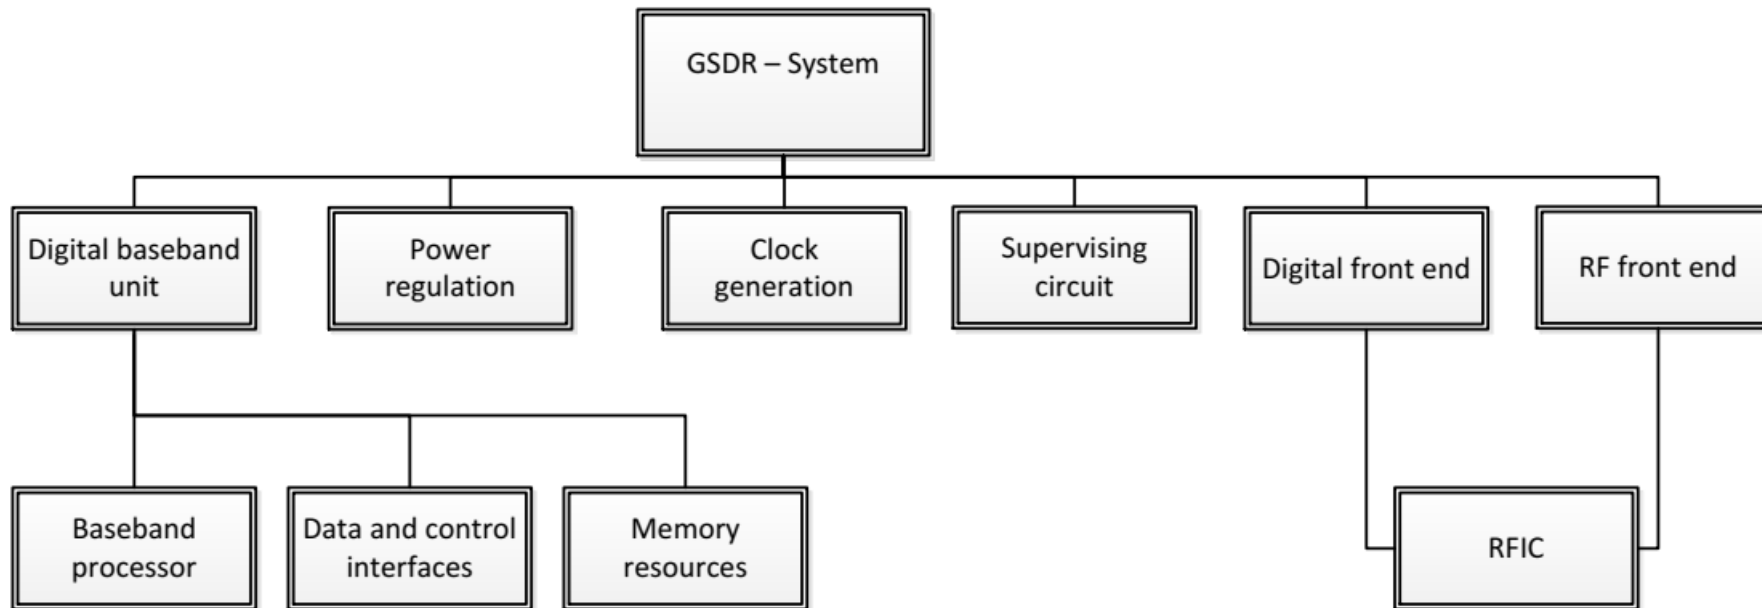 GSDR – System
Digital baseband
unit
Power
regulation
Clock
generation
Supervising
circuit
Digital front end
RF front end
Baseband
processor
Data and control
interfaces
Memory
resources
RFIC